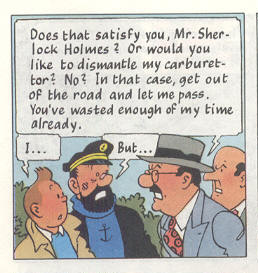 Does that satisfy you, Mr. Sher-
lock Holmes? Or would you
like to dismantle my carburet-
tor? No? In that case, get out
of the road and let me pass.
You've wasted enough of my time
already.
I...
But...